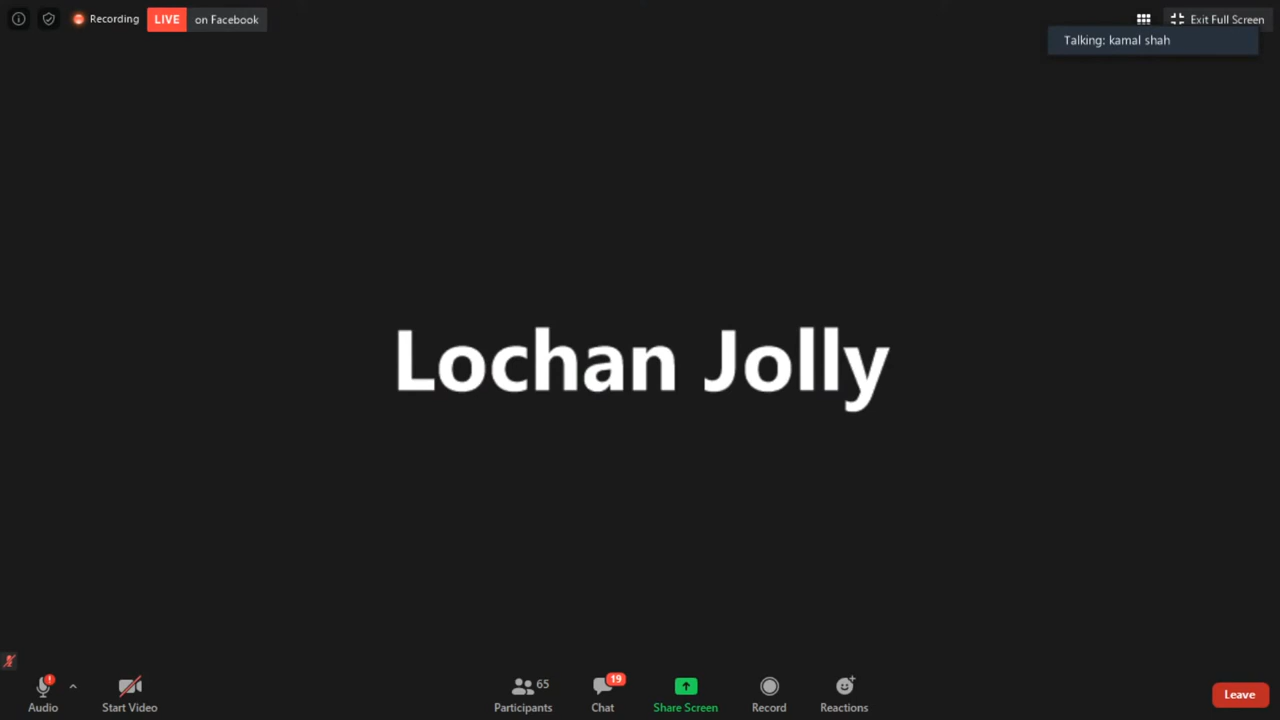 Recording LIVE on Facebook
Exit Full Screen
Talking: kamal shah
Lochan Jolly
65
19
Audio
Start Video
Participants
Chat
Share Screen
Record
Reactions
Leave